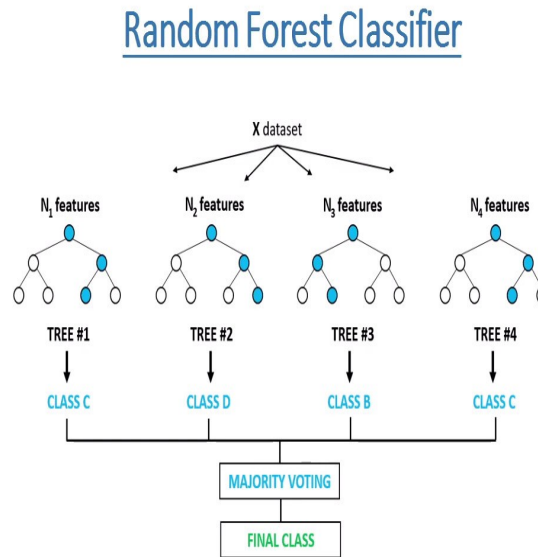 Random Forest Classifier
X dataset
N₁ features N₂ features N₃ features N₄ features
TREE #1 TREE #2 TREE #3 TREE #4
CLASS C CLASS D CLASS B CLASS C
MAJORITY VOTING
FINAL CLASS